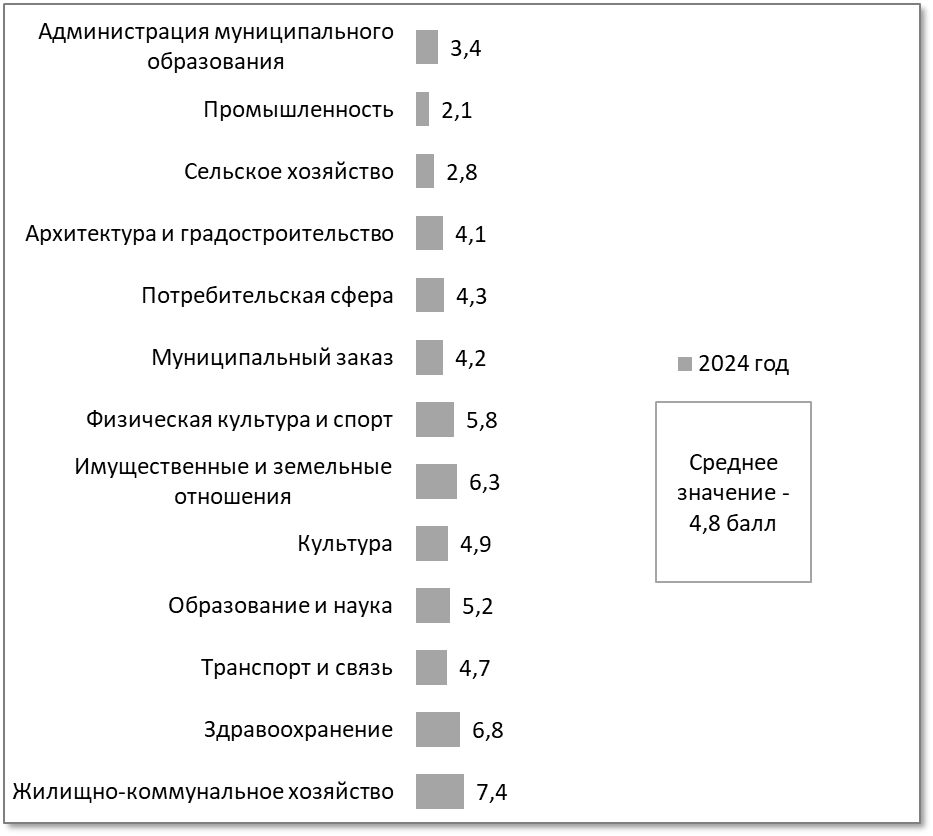 Администрация муниципального
образования
3,4
Промышленность
2,1
Сельское хозяйство
2,8
Архитектура и градостроительство
4,1
Потребительская сфера
4,3
Муниципальный заказ
4,2
Физическая культура и спорт
5,8
Имущественные и земельные
отношения
6,3
Культура
4,9
Образование и наука
5,2
Транспорт и связь
4,7
Здравоохранение
6,8
Жилищно-коммунальное хозяйство
7,4
2024 год
Среднее
значение -
4,8 балл